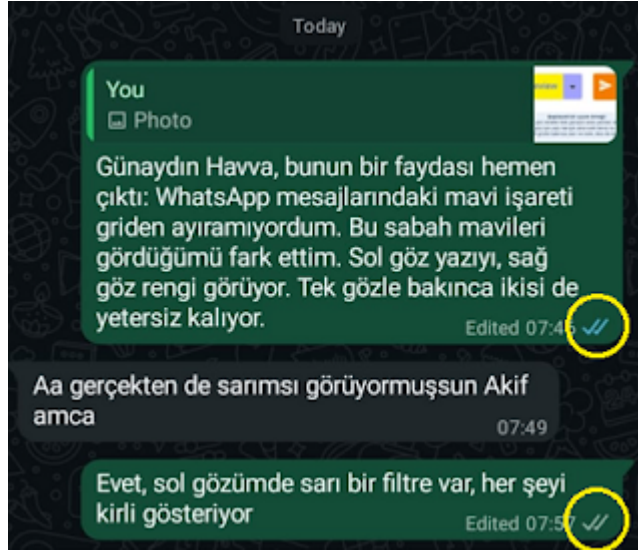 Today
You
Photo
Günaydın Havva, bunun bir faydası hemen
çıktı: WhatsApp mesajlarındaki mavi işareti
griden ayıramıyordum. Bu sabah mavileri
gördüğümü fark ettim. Sol göz yazıyı, sağ
göz rengi görüyor. Tek gözle bakınca ikisi de
yetersiz kalıyor.
Edited 07:45
Aa gerçekten de sarımsı görüyormuşsun Akif
amca
07:49
Evet, sol gözümde sarı bir filtre var, her şeyi
kirli gösteriyor
Edited 07:57